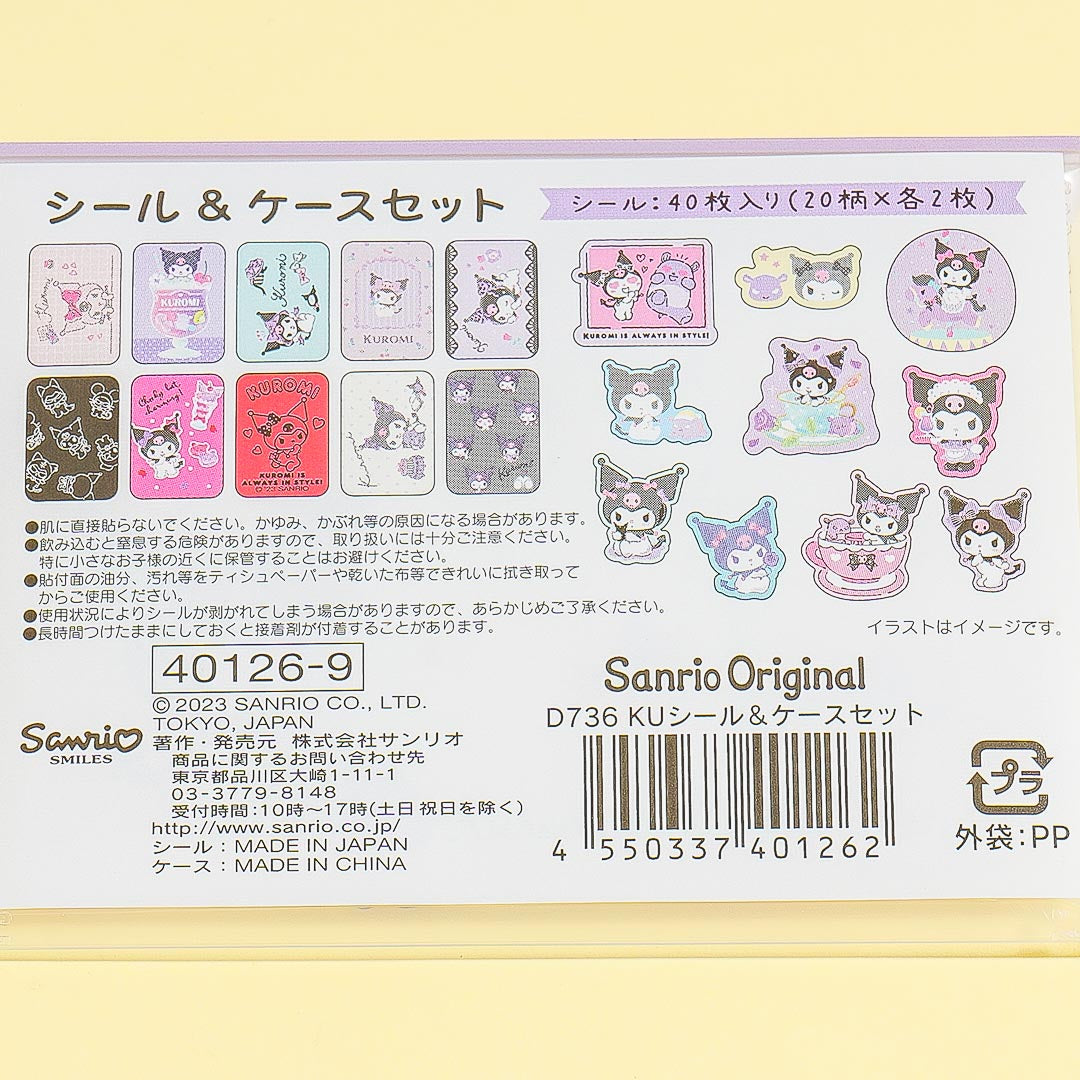 シール & ケースセット
シール：40枚入り（20柄×各2枚）
KUROMI
Kuromi
KUROMI
KUROMI IS ALWAYS IN STYLE!
KUROMI
KUROMI IS
ALWAYS IN STYLE!
©'23 SANRIO
●肌に直接貼らないでください。かゆみ、かぶれ等の原因になる場合があります。
●飲み込むと窒息する危険がありますので、取り扱いには十分ご注意ください。
特に小さなお子様の近くに保管することはお避けください。
●貼付面の油分、汚れ等をティシュペーパーや乾いた布等できれいに拭き取って
からご使用ください。
●使用状況によりシールが剥がれてしまう場合がありますので、あらかじめご了承ください。
●長時間つけたままにしておくと接着剤が付着することがあります。
イラストはイメージです。
40126-9
© 2023 SANRIO CO., LTD.
TOKYO, JAPAN
Sanrio
SMILES
著作・発売元 株式会社サンリオ
商品に関するお問い合わせ先
東京都品川区大崎1-11-1
03-3779-8148
受付時間：10時～17時(土日祝日を除く)
http://www.sanrio.co.jp/
シール：MADE IN JAPAN
ケース：MADE IN CHINA
Sanrio Original
D736 KUシール＆ケースセット
4 550337 401262
プラ
外袋：PP